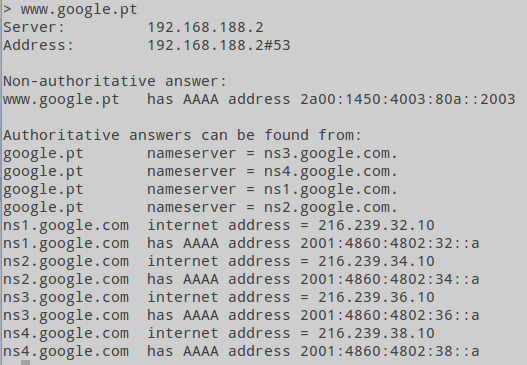 > www.google.pt
Server:         192.168.188.2
Address:        192.168.188.2#53

Non-authoritative answer:
www.google.pt   has AAAA address 2a00:1450:4003:80a::2003

Authoritative answers can be found from:
google.pt       nameserver = ns3.google.com.
google.pt       nameserver = ns4.google.com.
google.pt       nameserver = ns1.google.com.
google.pt       nameserver = ns2.google.com.
ns1.google.com  internet address = 216.239.32.10
ns1.google.com  has AAAA address 2001:4860:4802:32::a
ns2.google.com  internet address = 216.239.34.10
ns2.google.com  has AAAA address 2001:4860:4802:34::a
ns3.google.com  internet address = 216.239.36.10
ns3.google.com  has AAAA address 2001:4860:4802:36::a
ns4.google.com  internet address = 216.239.38.10
ns4.google.com  has AAAA address 2001:4860:4802:38::a